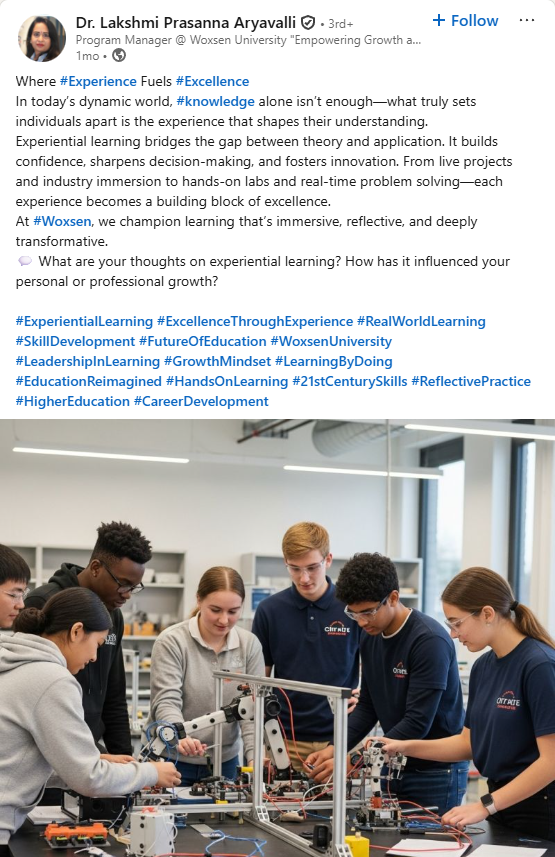 Dr. Lakshmi Prasanna Aryavalli • 3rd+
+ Follow
Program Manager @ Woxsen University "Empowering Growth a...
1mo •
Where #Experience Fuels #Excellence
In today's dynamic world, #knowledge alone isn't enough—what truly sets
individuals apart is the experience that shapes their understanding.
Experiential learning bridges the gap between theory and application. It builds
confidence, sharpens decision-making, and fosters innovation. From live projects
and industry immersion to hands-on labs and real-time problem solving—each
experience becomes a building block of excellence.
At #Woxsen, we champion learning that's immersive, reflective, and deeply
transformative.
💬 What are your thoughts on experiential learning? How has it influenced your
personal or professional growth?
#ExperientialLearning #ExcellenceThroughExperience #RealWorldLearning
#SkillDevelopment #FutureOfEducation #WoxsenUniversity
#LeadershipInLearning #GrowthMindset #LearningByDoing
#EducationReimagined #HandsOnLearning #21stCenturySkills #ReflectivePractice
#HigherEducation #CareerDevelopment